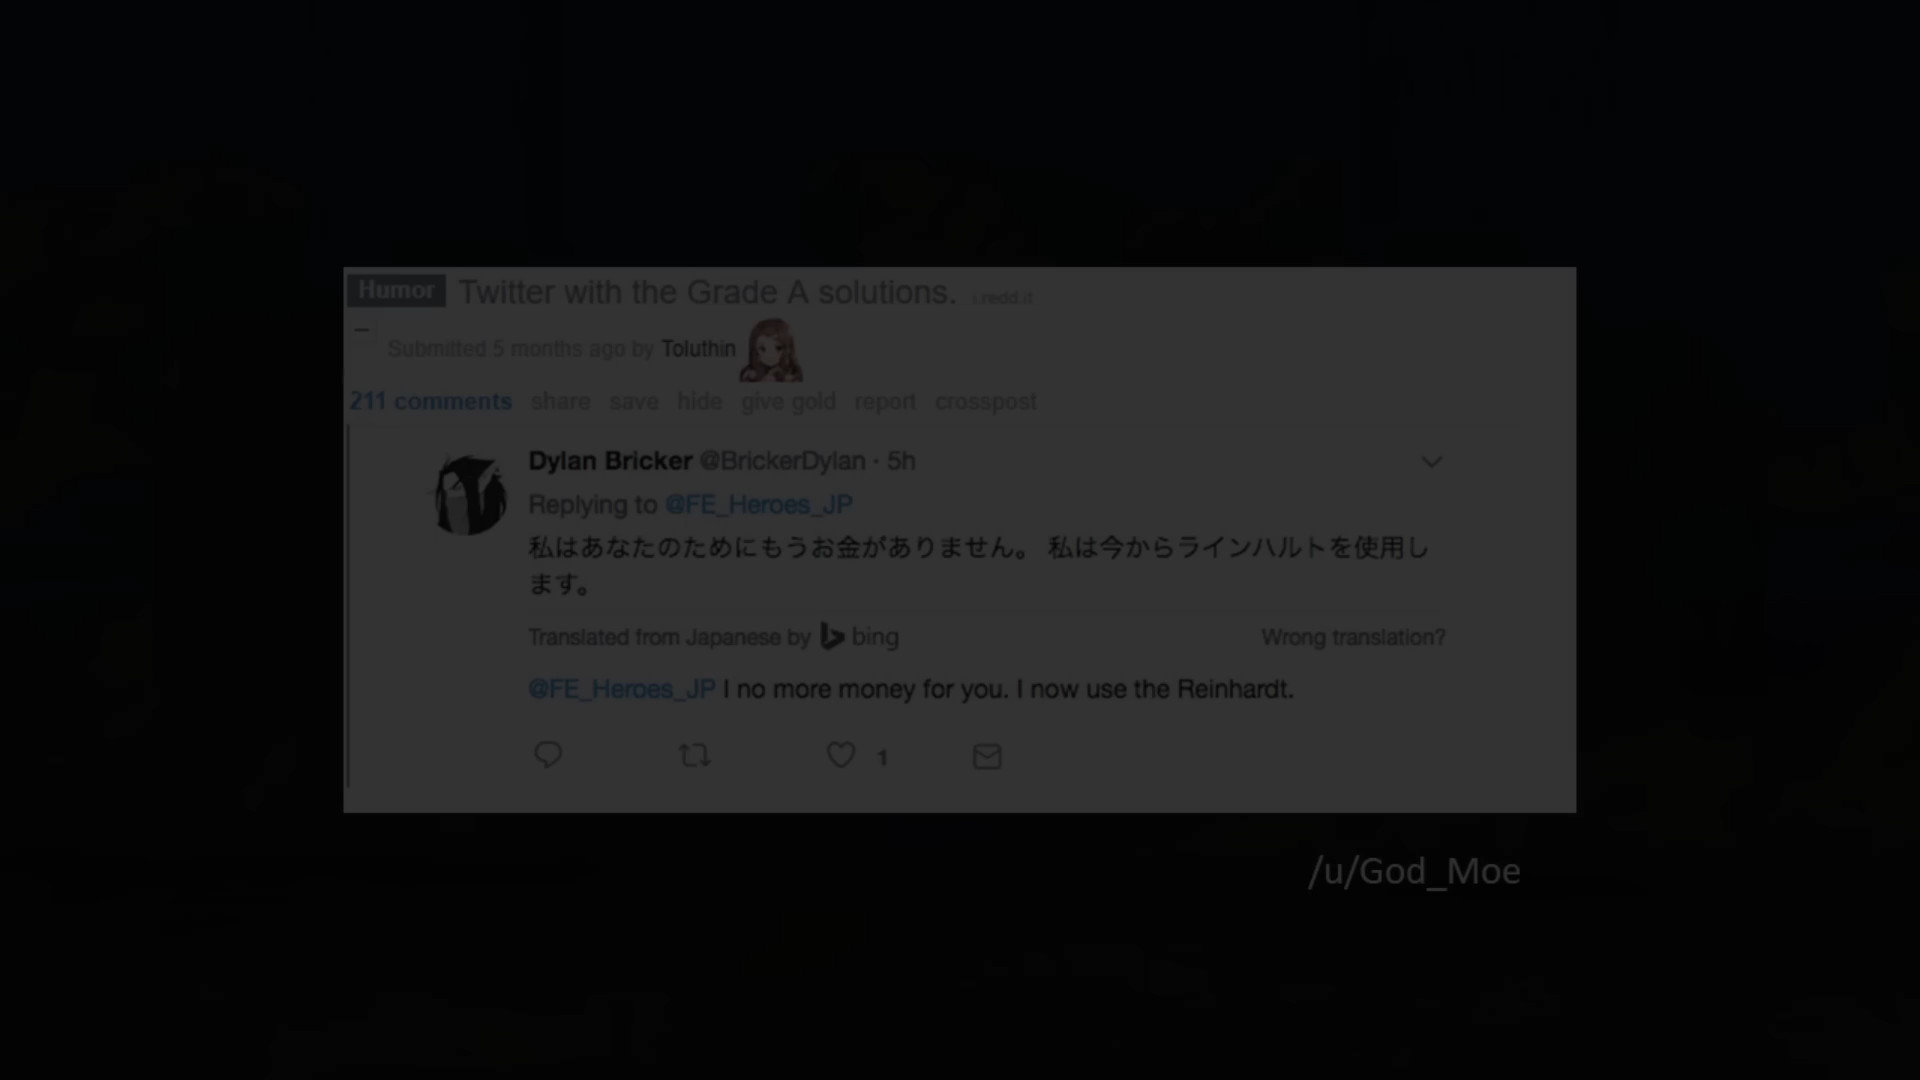 Humor Twitter with the Grade A solutions. i.redd.it
Submitted 5 months ago by Toluthin
211 comments share save hide give gold report crosspost
Dylan Bricker @BrickerDylan · 5h
Replying to @FE_Heroes_JP
私はあなたのためにもうお金がありません。 私は今からラインハルトを使用し
ます。
Translated from Japanese by bing Wrong translation?
@FE_Heroes_JP I no more money for you. I now use the Reinhardt.
1
/u/God_Moe